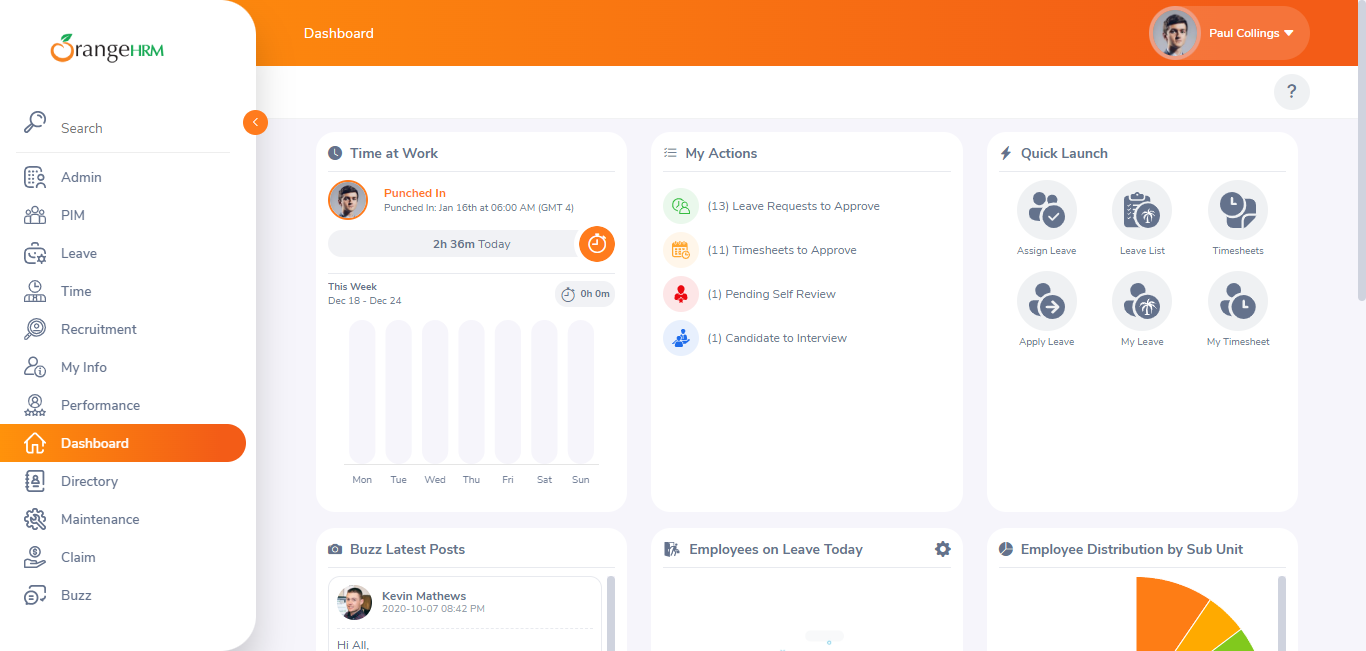 OrangeHRM
Dashboard
Paul Collings
?
Search
Admin
PIM
Leave
Time
Recruitment
My Info
Performance
Dashboard
Directory
Maintenance
Claim
Buzz
Time at Work
Punched In
Punched In: Jan 16th at 06:00 AM (GMT 4)
2h 36m Today
This Week
Dec 18 - Dec 24
0h 0m
Mon Tue Wed Thu Fri Sat Sun
My Actions
(13) Leave Requests to Approve
(11) Timesheets to Approve
(1) Pending Self Review
(1) Candidate to Interview
Quick Launch
Assign Leave Leave List Timesheets
Apply Leave My Leave My Timesheet
Buzz Latest Posts
Kevin Mathews
2020-10-07 08:42 PM
Hi All,
Employees on Leave Today
Employee Distribution by Sub Unit